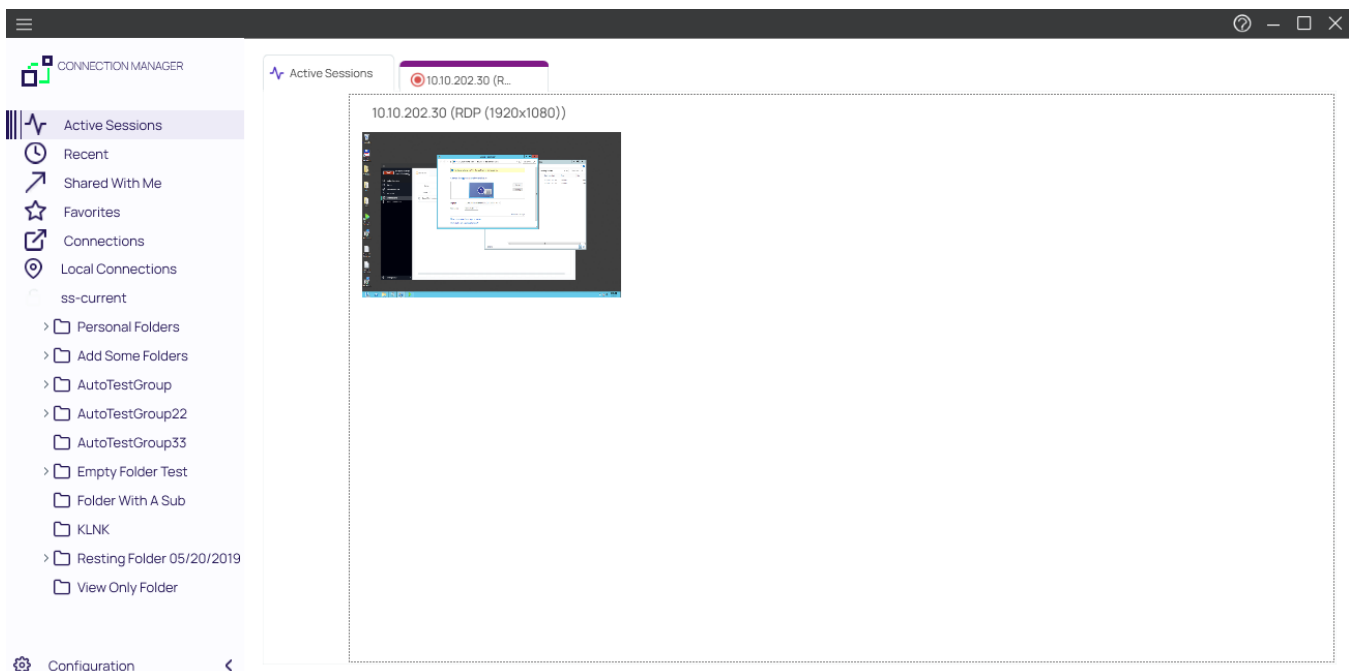 CONNECTION MANAGER
Active Sessions
10.10.202.30 (R...
10.10.202.30 (RDP (1920x1080))
Active Sessions
Recent
Shared With Me
Favorites
Connections
Local Connections
ss-current
Personal Folders
Add Some Folders
AutoTestGroup
AutoTestGroup22
AutoTestGroup33
Empty Folder Test
Folder With A Sub
KLNK
Resting Folder 05/20/2019
View Only Folder
Configuration